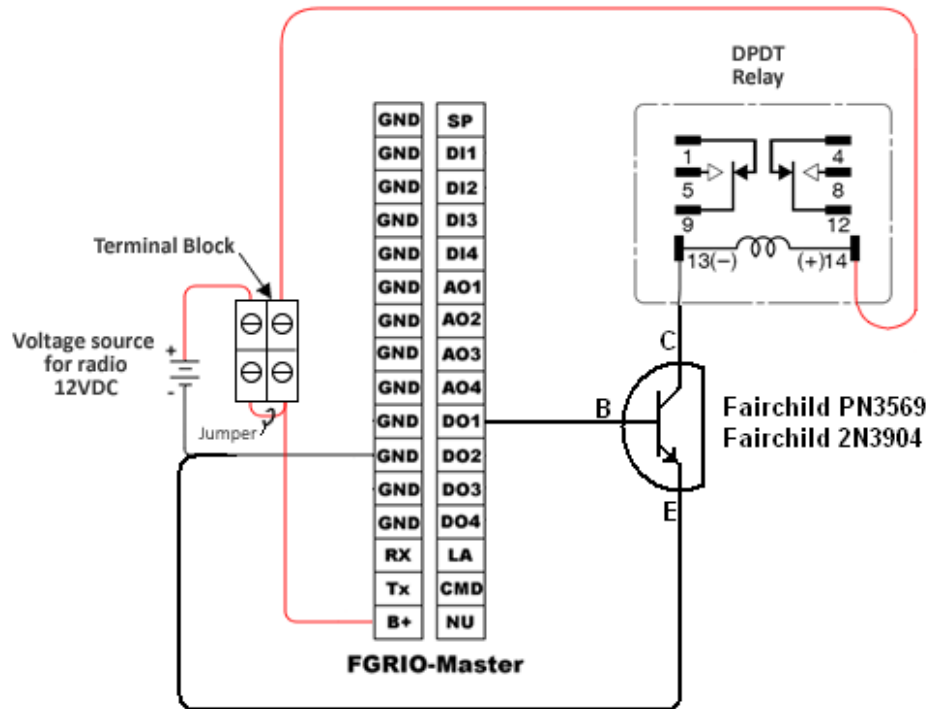 DPDT
Relay
1
4
5
8
9
12
13(-)
(+)14
GND SP
GND DI1
GND DI2
GND DI3
GND DI4
GND AO1
GND AO2
GND AO3
GND AO4
GND DO1
GND DO2
GND DO3
GND DO4
RX LA
Tx CMD
B+ NU
FGRIO-Master
Terminal Block
Voltage source
for radio
12VDC
+
-
Jumper
C
B
E
Fairchild PN3569
Fairchild 2N3904